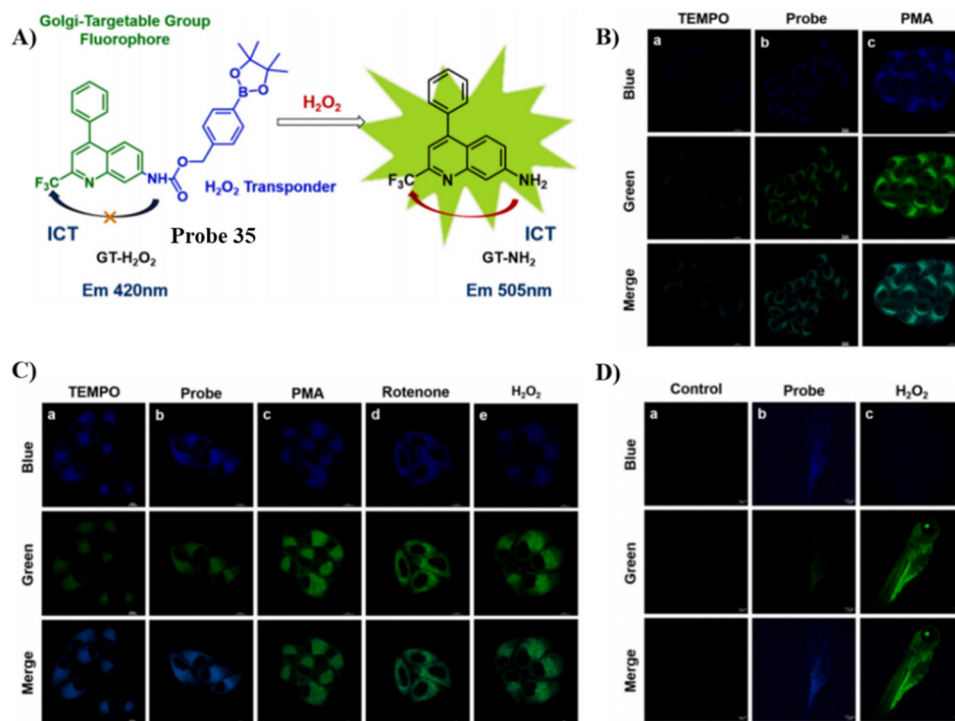 A)
Golgi-Targetable Group
Fluorophore
B
O
O
O
O
NH
N
F₃C
H₂O₂ Transponder
ICT
GT-H₂O₂
Em 420nm
Probe 35
H₂O₂
F₃C
N
NH₂
ICT
GT-NH₂
Em 505nm
B)
TEMPO Probe PMA
a b c
Blue
Green
Merge
C)
TEMPO Probe PMA Rotenone H₂O₂
a b c d e
Blue
Green
Merge
D)
Control Probe H₂O₂
a b c
Blue
Green
Merge